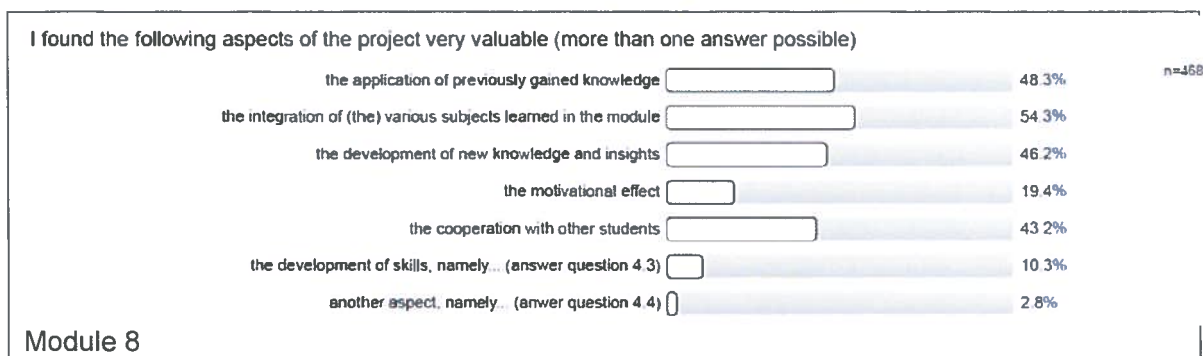 I found the following aspects of the project very valuable (more than one answer possible)
n=468
the application of previously gained knowledge 48.3%
the integration of (the) various subjects learned in the module 54.3%
the development of new knowledge and insights 46.2%
the motivational effect 19.4%
the cooperation with other students 43.2%
the development of skills, namely... (answer question 4.3) 10.3%
another aspect, namely... (anwer question 4.4) 2.8%
Module 8